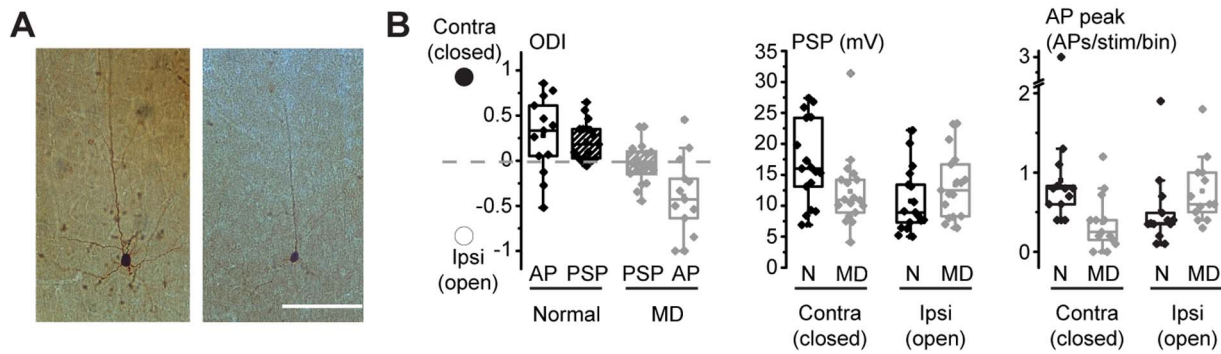 A
B
Contra
(closed)
Ipsi
(open)
ODI
1
0.5
0
-0.5
-1
AP PSP PSP AP
Normal MD
PSP (mV)
35
30
25
20
15
10
5
0
N MD N MD
Contra
(closed)
Ipsi
(open)
AP peak
(APs/stim/bin)
3
2
1
0
N MD N MD
Contra
(closed)
Ipsi
(open)